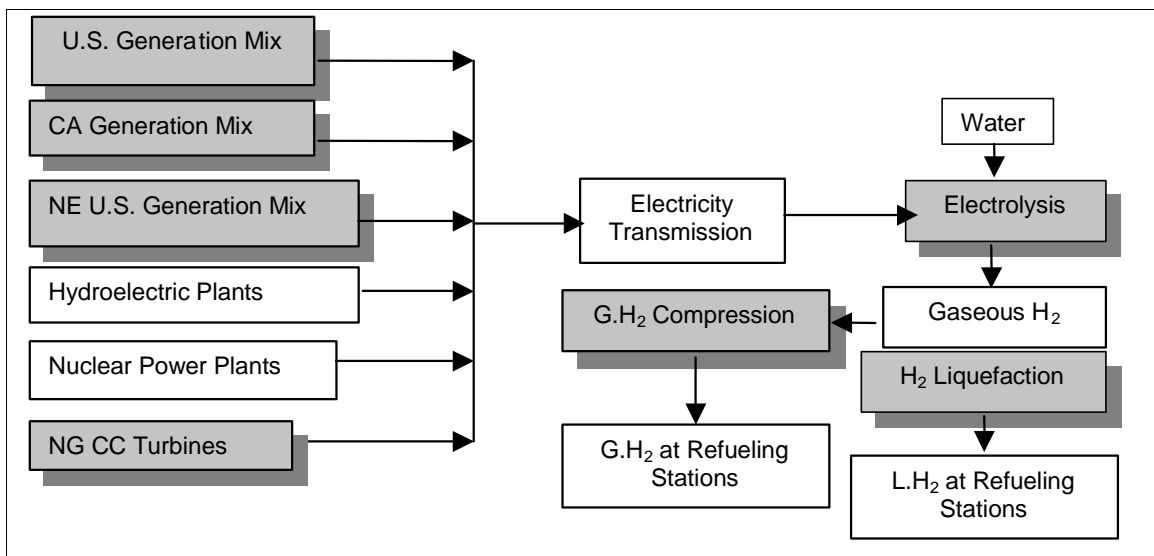 U.S. Generation Mix
CA Generation Mix
NE U.S. Generation Mix
Hydroelectric Plants
Nuclear Power Plants
NG CC Turbines
Electricity
Transmission
Water
Electrolysis
Gaseous H₂
G.H₂ Compression
H₂ Liquefaction
G.H₂ at Refueling
Stations
L.H₂ at Refueling
Stations